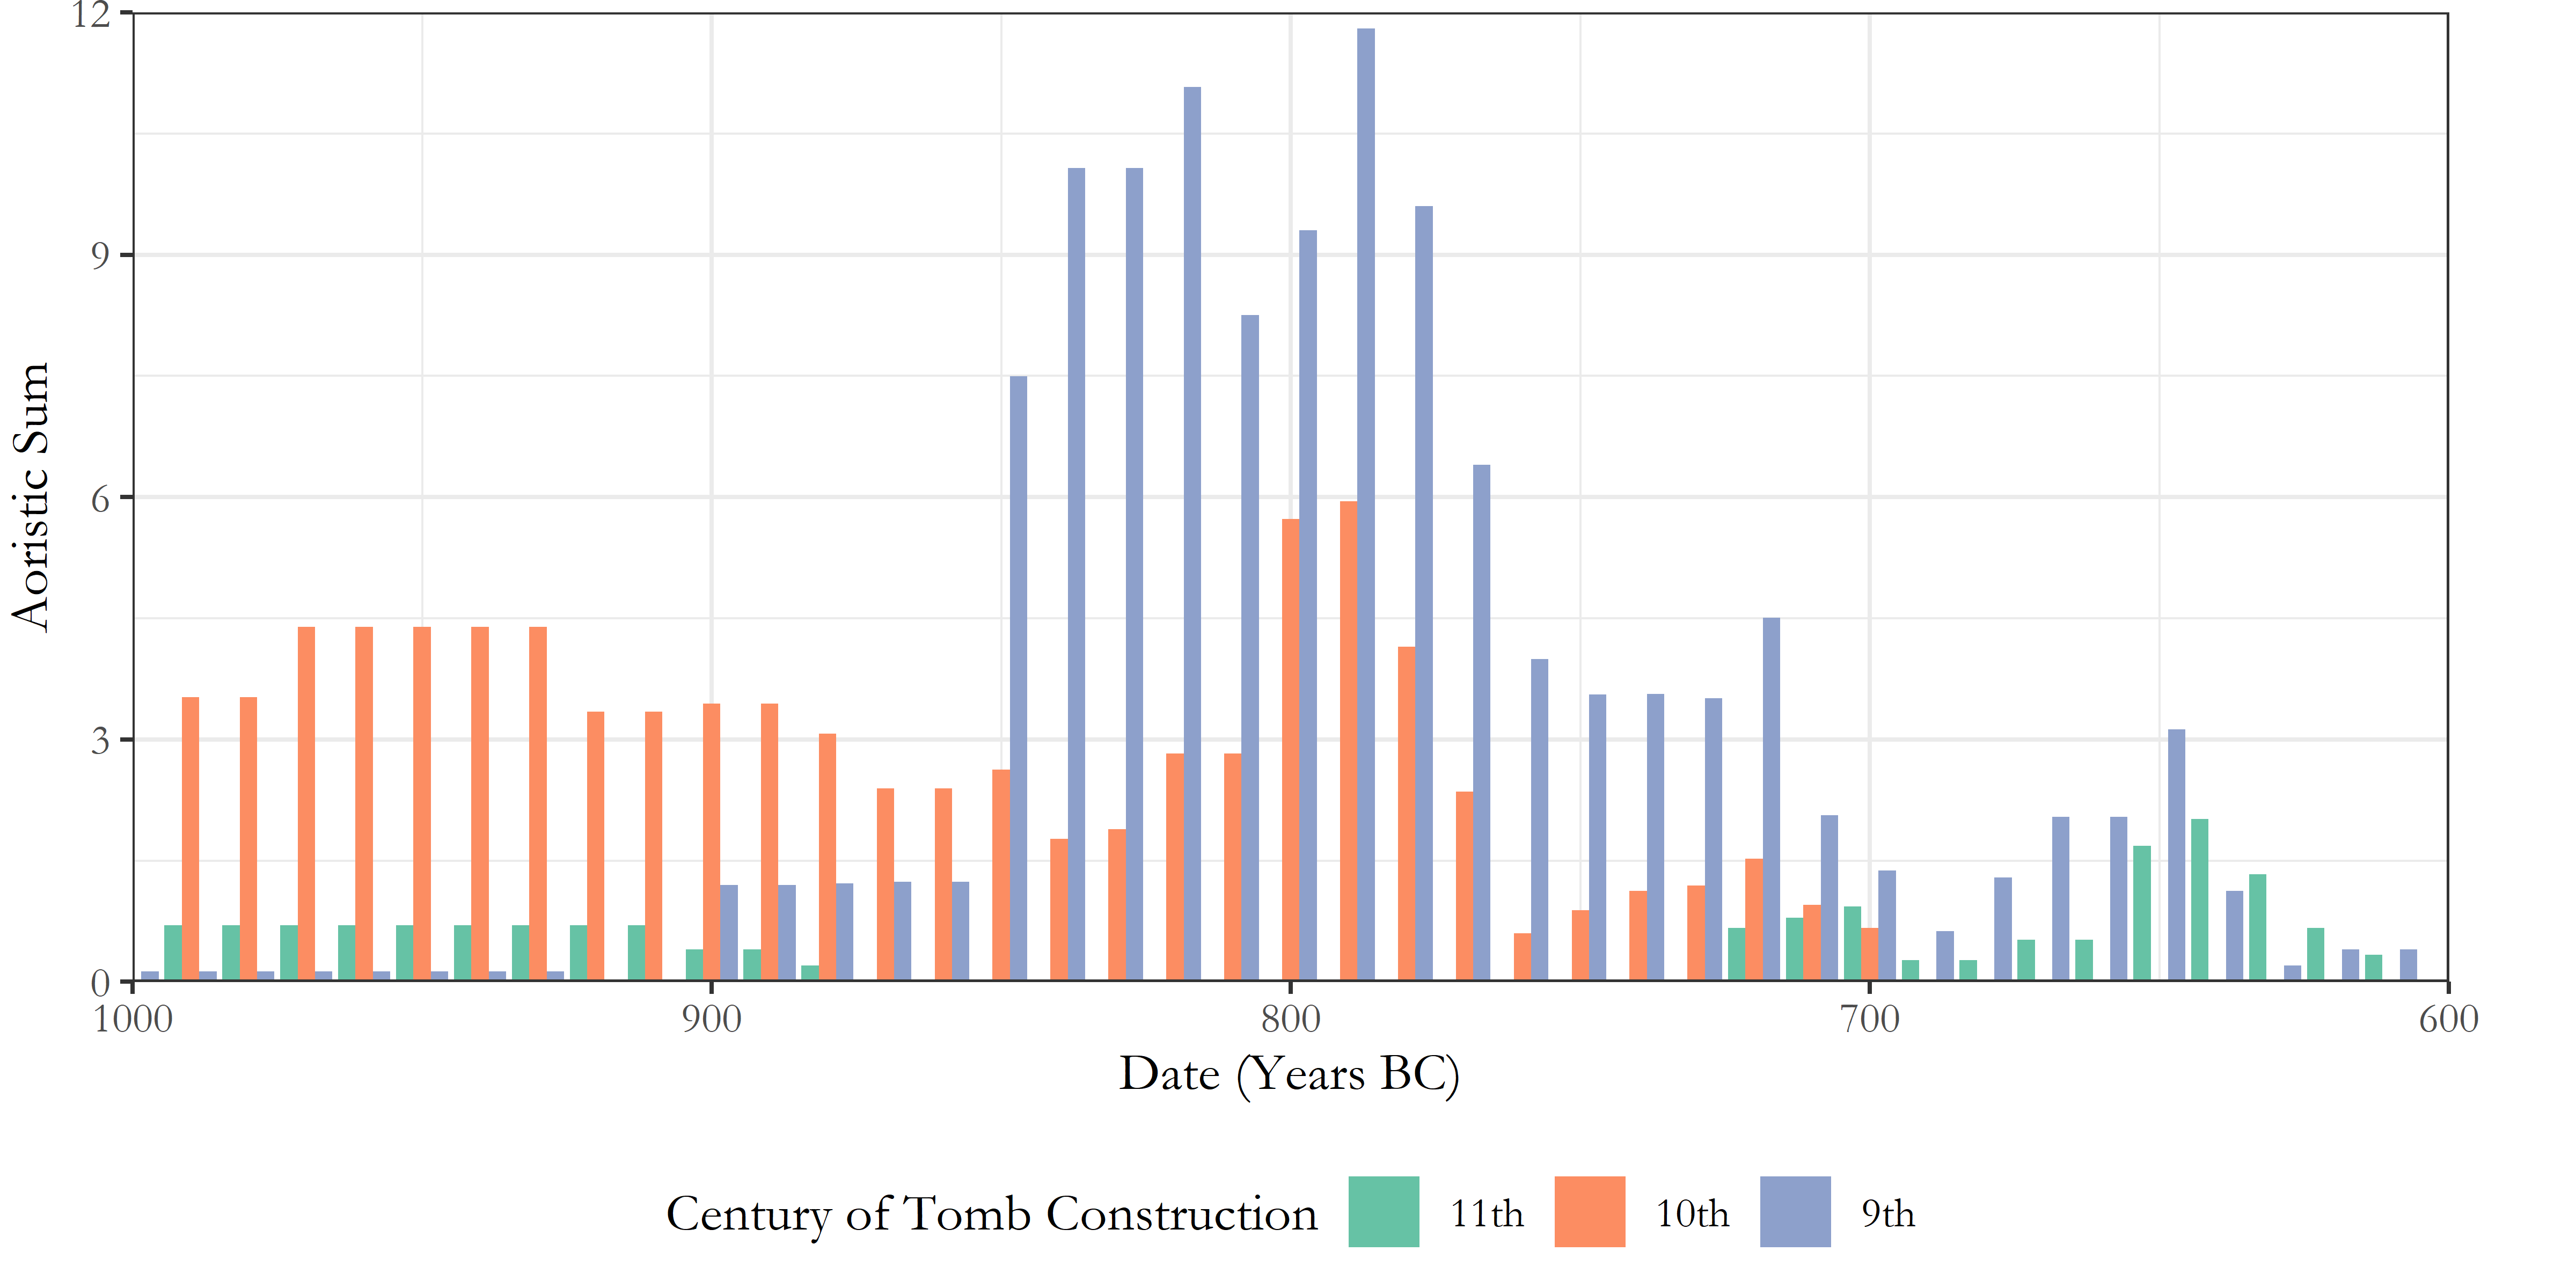 12
9
6
3
0
Aoristic Sum
1000 900 800 700 600
Date (Years BC)
Century of Tomb Construction 11th 10th 9th